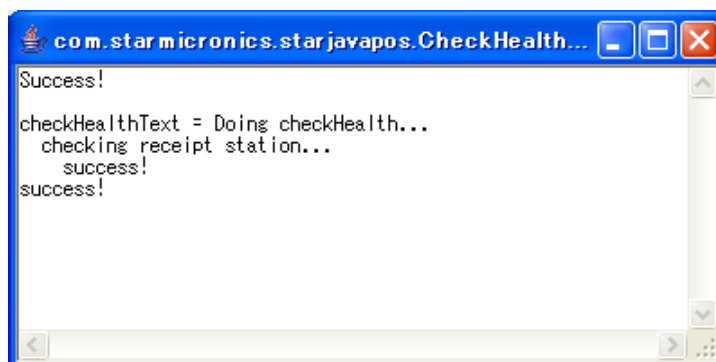 com.starmicronics.starjavapos.CheckHealth...
Success!
checkHealthText = Doing checkHealth...
checking receipt station...
success!
success!